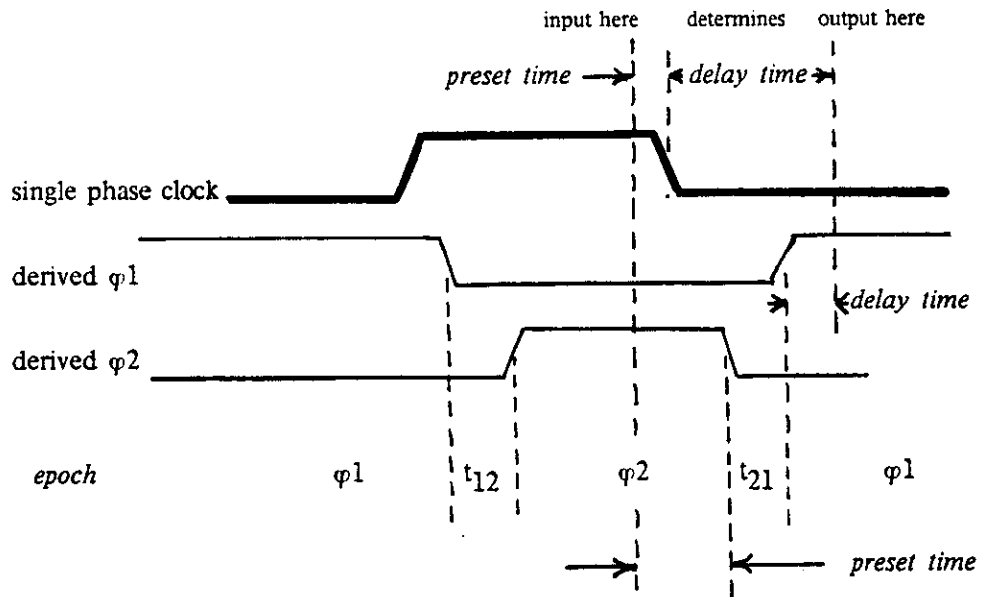 input here determines output here
preset time delay time
single phase clock
derived φ1
delay time
derived φ2
epoch φ1 t12 φ2 t21 φ1
preset time